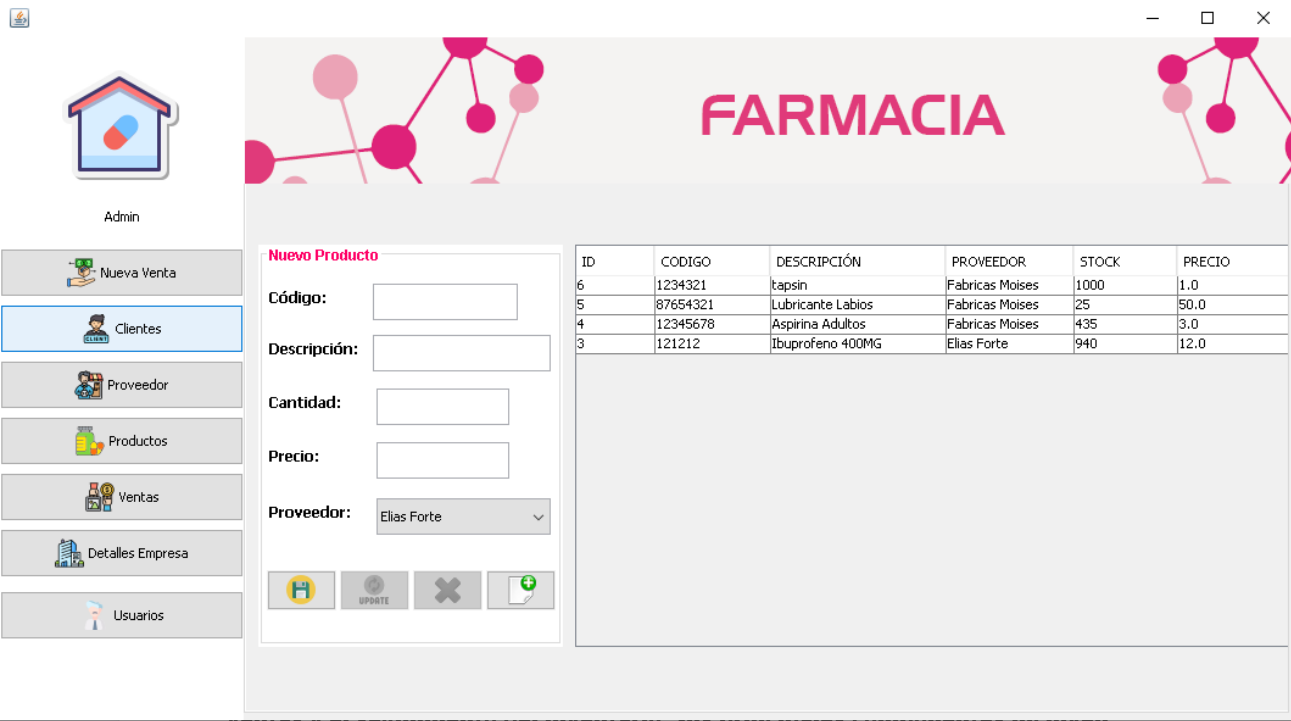 FARMACIA
Admin
Nueva Venta
CLIENT
Clientes
Proveedor
Productos
Ventas
Detalles Empresa
Usuarios
Nuevo Producto
Código:
Descripción:
Cantidad:
Precio:
Proveedor: Elias Forte
UPDATE
ID CODIGO DESCRIPCIÓN PROVEEDOR STOCK PRECIO
6 1234321 tapsin Fabricas Moises 1000 1.0
5 87654321 Lubricante Labios Fabricas Moises 25 50.0
4 12345678 Aspirina Adultos Fabricas Moises 435 3.0
3 121212 Ibuprofeno 400MG Elias Forte 940 12.0